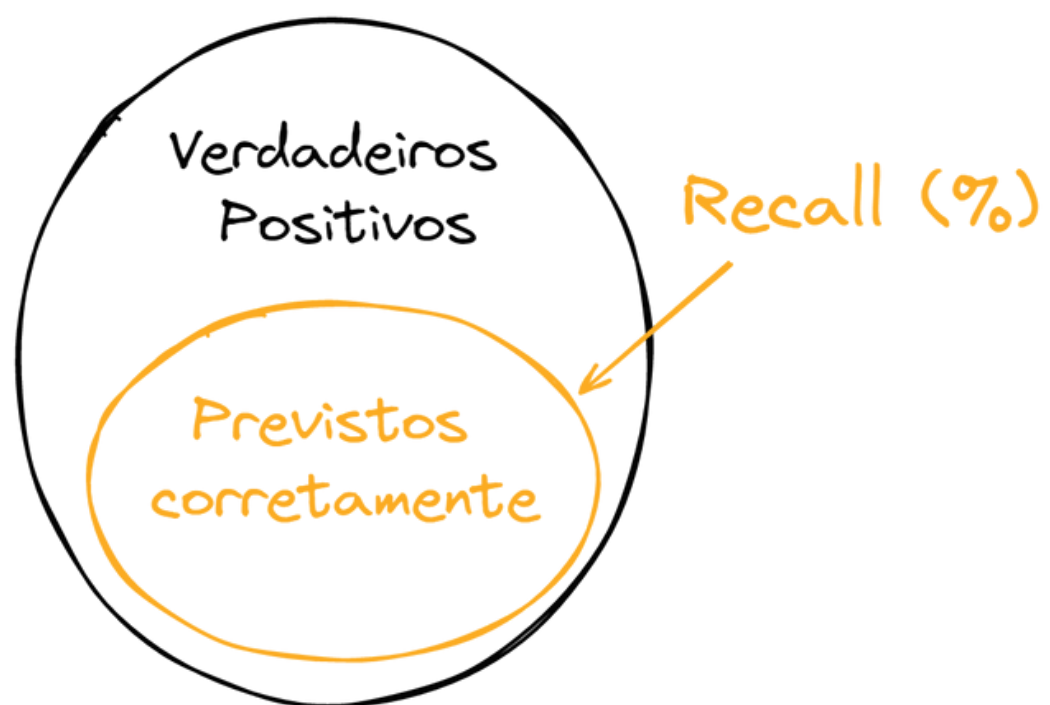 Verdadeiros
Positivos
Recall (%)
Previstos
corretamente